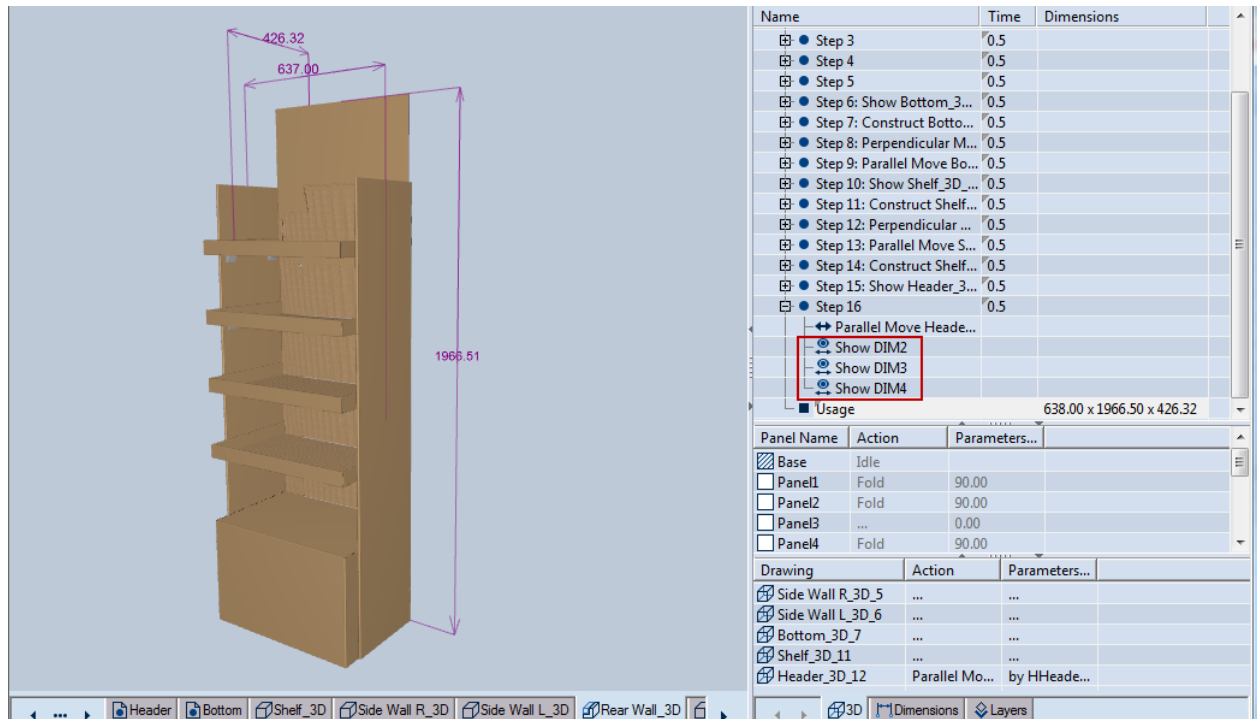 426.32
637.00
1966.51
Name Time Dimensions
Step 3 0.5
Step 4 0.5
Step 5 0.5
Step 6: Show Bottom_3... 0.5
Step 7: Construct Botto... 0.5
Step 8: Perpendicular M... 0.5
Step 9: Parallel Move Bo... 0.5
Step 10: Show Shelf_3D_... 0.5
Step 11: Construct Shelf... 0.5
Step 12: Perpendicular ... 0.5
Step 13: Parallel Move S... 0.5
Step 14: Construct Shelf... 0.5
Step 15: Show Header_3... 0.5
Step 16 0.5
Parallel Move Heade...
Show DIM2
Show DIM3
Show DIM4
Usage 638.00 x 1966.50 x 426.32
Panel Name Action Parameters...
Base Idle
Panel1 Fold 90.00
Panel2 Fold 90.00
Panel3 ... 0.00
Panel4 Fold 90.00
Drawing Action Parameters...
Side Wall R_3D_5 ... ...
Side Wall L_3D_6 ... ...
Bottom_3D_7 ... ...
Shelf_3D_11 ... ...
Header_3D_12 Parallel Mo... by HHeade...
... Header Bottom Shelf_3D Side Wall R_3D Side Wall L_3D Rear Wall_3D
3D Dimensions Layers